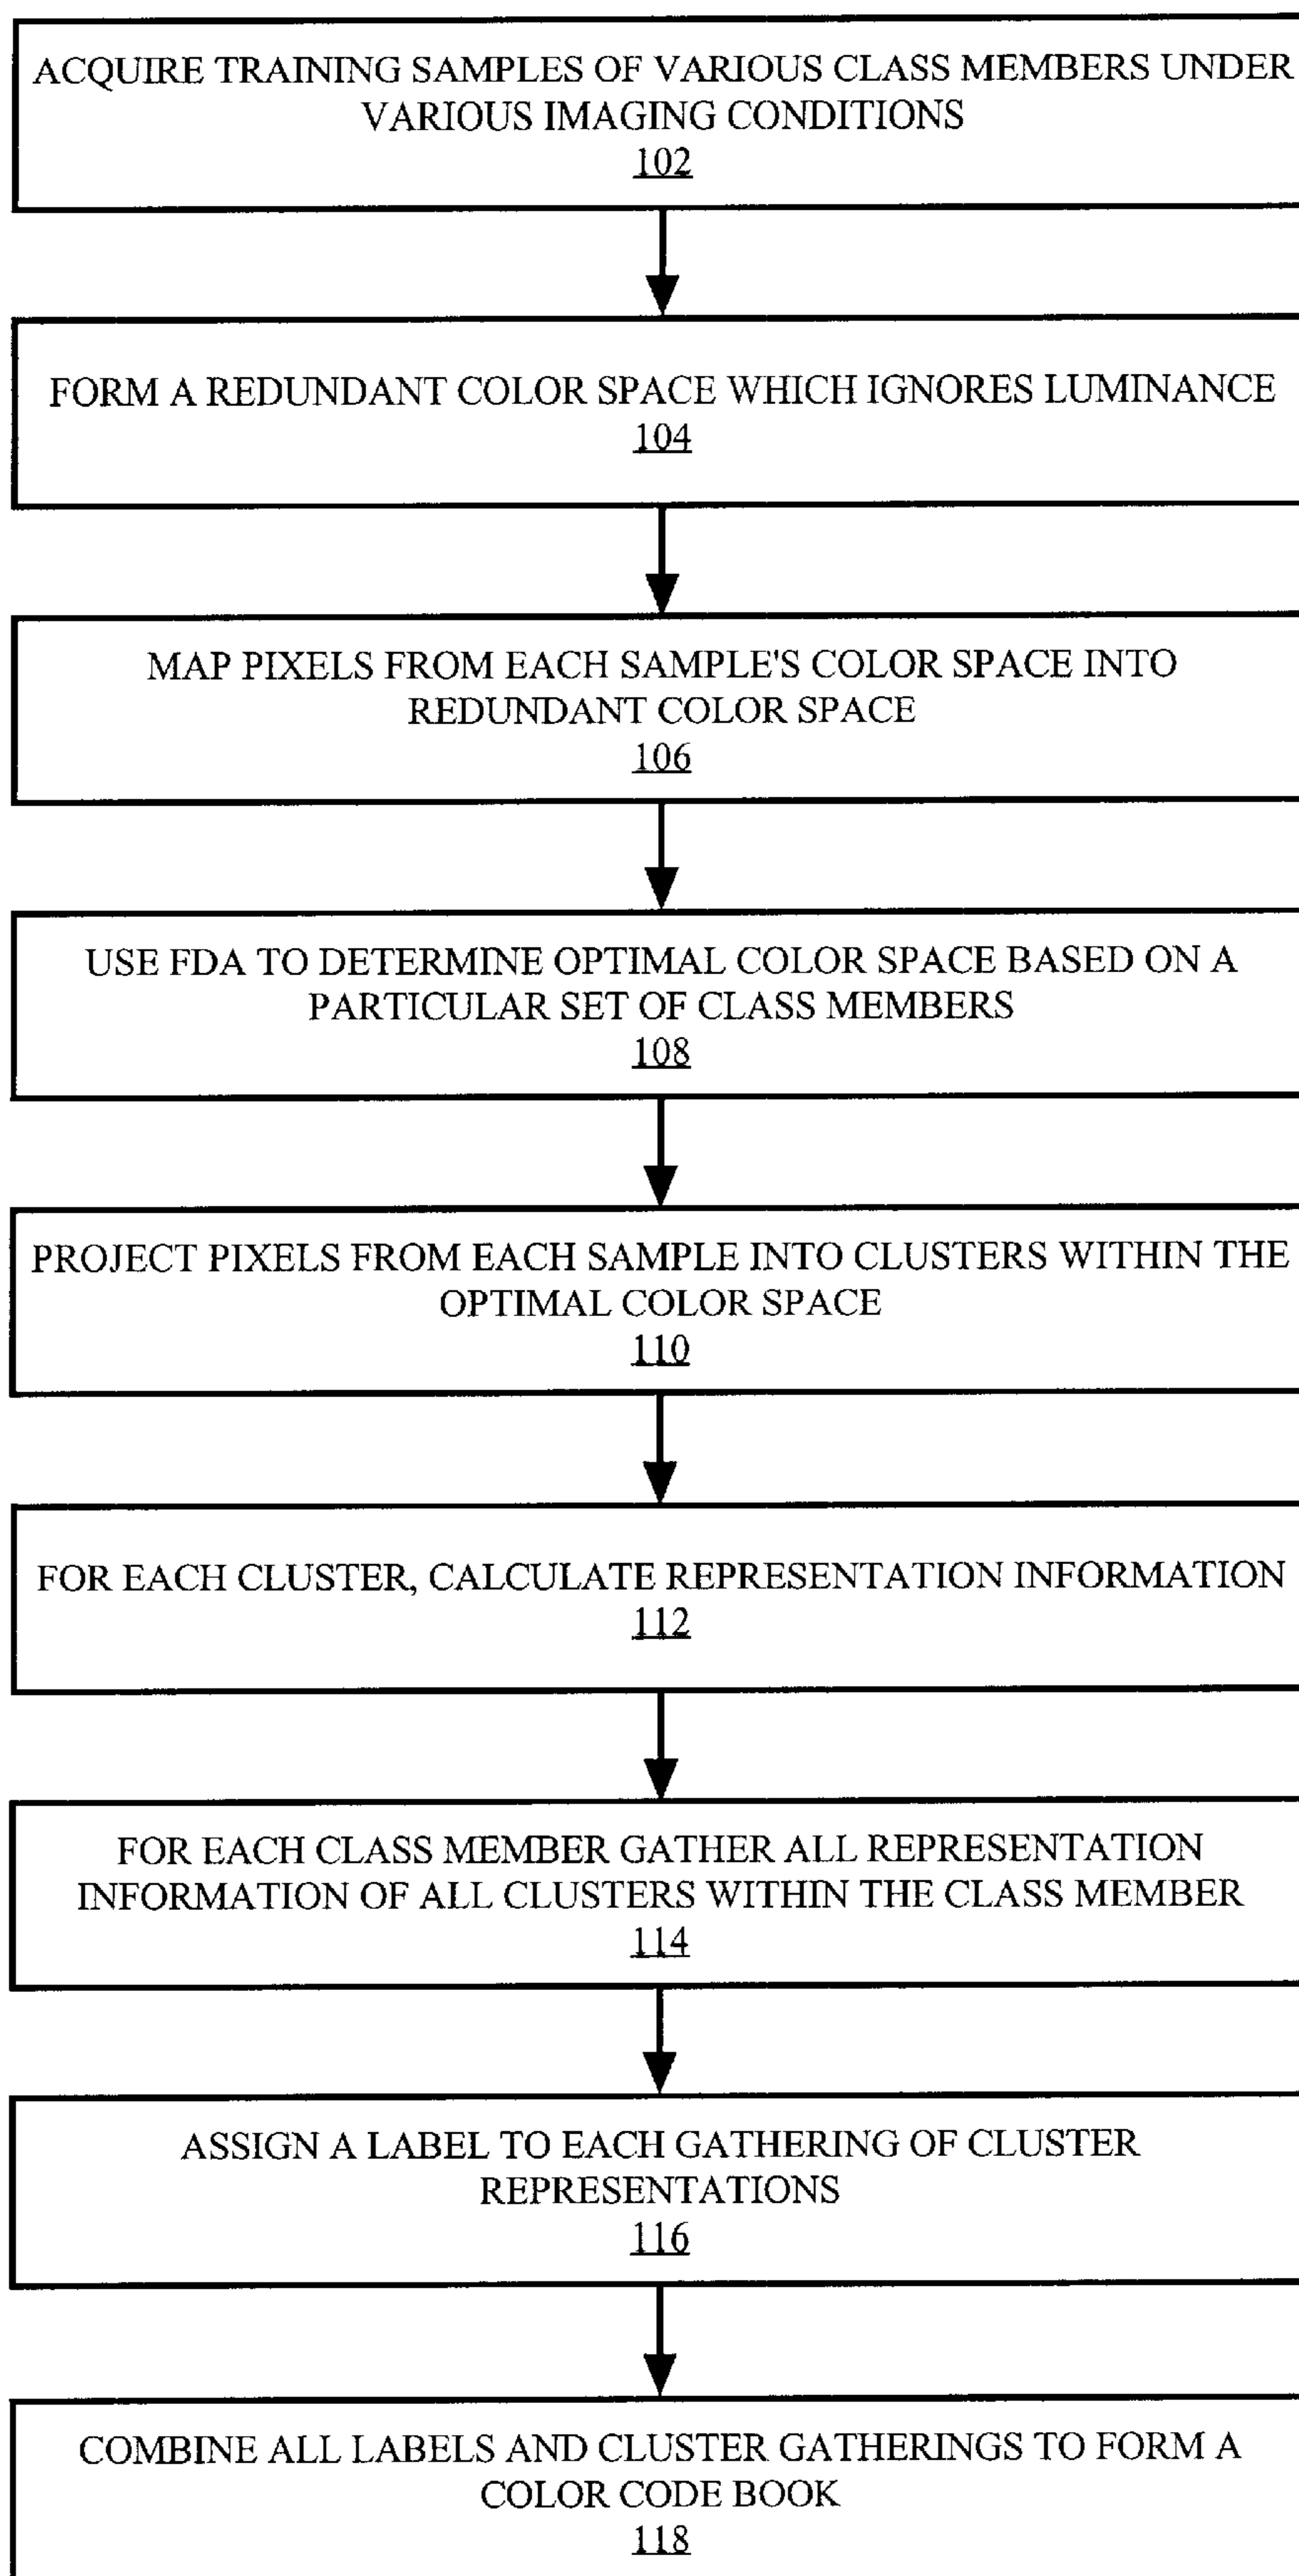 ACQUIRE TRAINING SAMPLES OF VARIOUS CLASS MEMBERS UNDER
VARIOUS IMAGING CONDITIONS
102
FORM A REDUNDANT COLOR SPACE WHICH IGNORES LUMINANCE
104
MAP PIXELS FROM EACH SAMPLE'S COLOR SPACE INTO
REDUNDANT COLOR SPACE
106
USE FDA TO DETERMINE OPTIMAL COLOR SPACE BASED ON A
PARTICULAR SET OF CLASS MEMBERS
108
PROJECT PIXELS FROM EACH SAMPLE INTO CLUSTERS WITHIN THE
OPTIMAL COLOR SPACE
110
FOR EACH CLUSTER, CALCULATE REPRESENTATION INFORMATION
112
FOR EACH CLASS MEMBER GATHER ALL REPRESENTATION
INFORMATION OF ALL CLUSTERS WITHIN THE CLASS MEMBER
114
ASSIGN A LABEL TO EACH GATHERING OF CLUSTER
REPRESENTATIONS
116
COMBINE ALL LABELS AND CLUSTER GATHERINGS TO FORM A
COLOR CODE BOOK
118